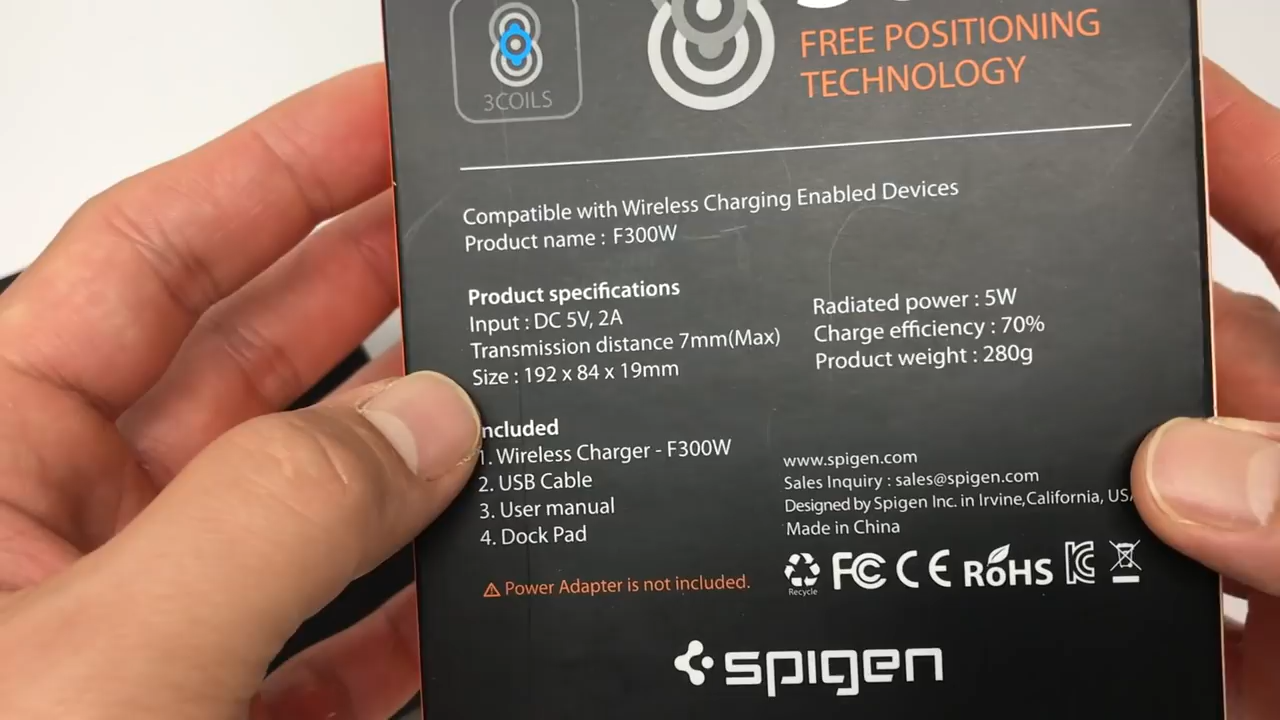 3COILS
FREE POSITIONING
TECHNOLOGY
Compatible with Wireless Charging Enabled Devices
Product name : F300W
Product specifications
Input : DC 5V, 2A
Transmission distance 7mm(Max)
Size : 192 x 84 x 19mm
Radiated power : 5W
Charge efficiency : 70%
Product weight : 280g
ncluded
1. Wireless Charger - F300W
2. USB Cable
3. User manual
4. Dock Pad
Power Adapter is not included.
www.spigen.com
Sales Inquiry : sales@spigen.com
Designed by Spigen Inc. in Irvine,California, US
Made in China
Recycle
FC CE RoHS
spigen